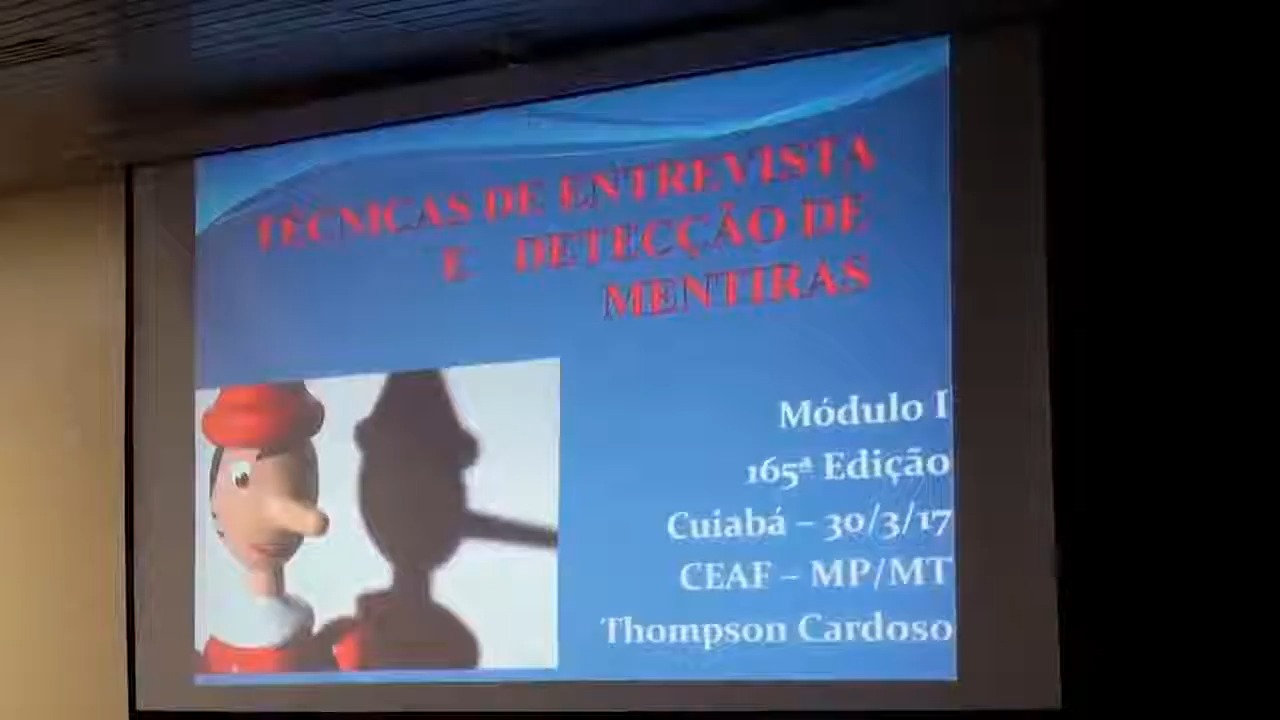 TÉCNICAS DE ENTREVISTA
E DETECÇÃO DE
MENTIRAS
Módulo I
165ª Edição
Cuiabá – 30/3/17
CEAF – MP/MT
Thompson Cardoso